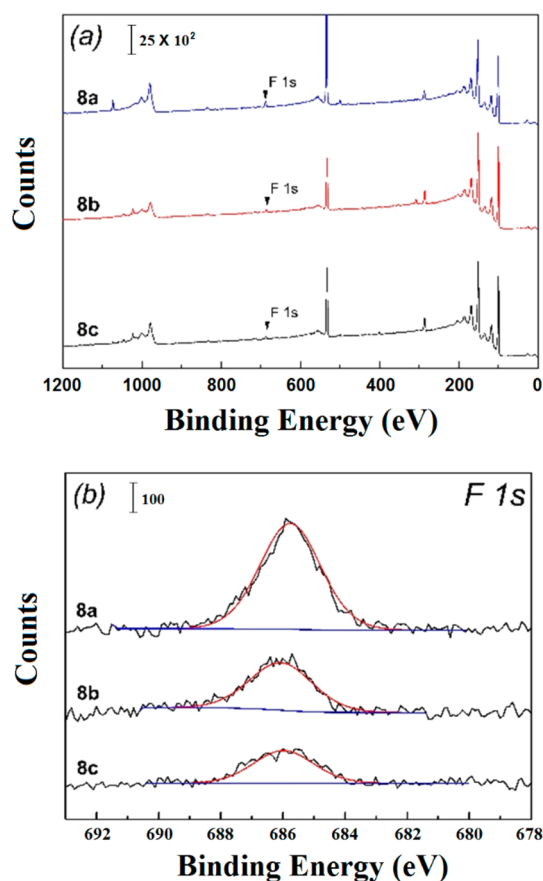 (a)
25 X 10²
F 1s
8a
F 1s
8b
F 1s
8c
Counts
1200 1000 800 600 400 200 0
Binding Energy (eV)
(b)
100
F 1s
8a
8b
8c
Counts
692 690 688 686 684 682 680 678
Binding Energy (eV)